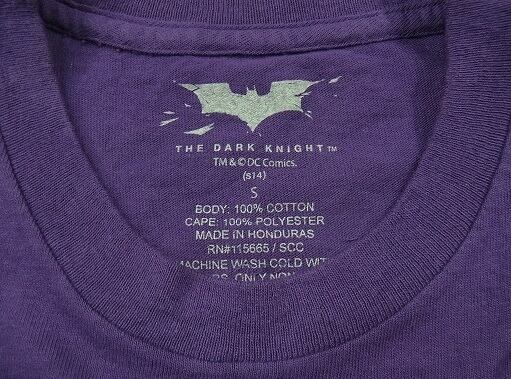 THE DARK KNIGHT™
TM & © DC Comics.
(s14)
S
BODY: 100% COTTON
CAPE: 100% POLYESTER
MADE IN HONDURAS
RN#115665 / SCC
MACHINE WASH COLD WIT
ONLY NON